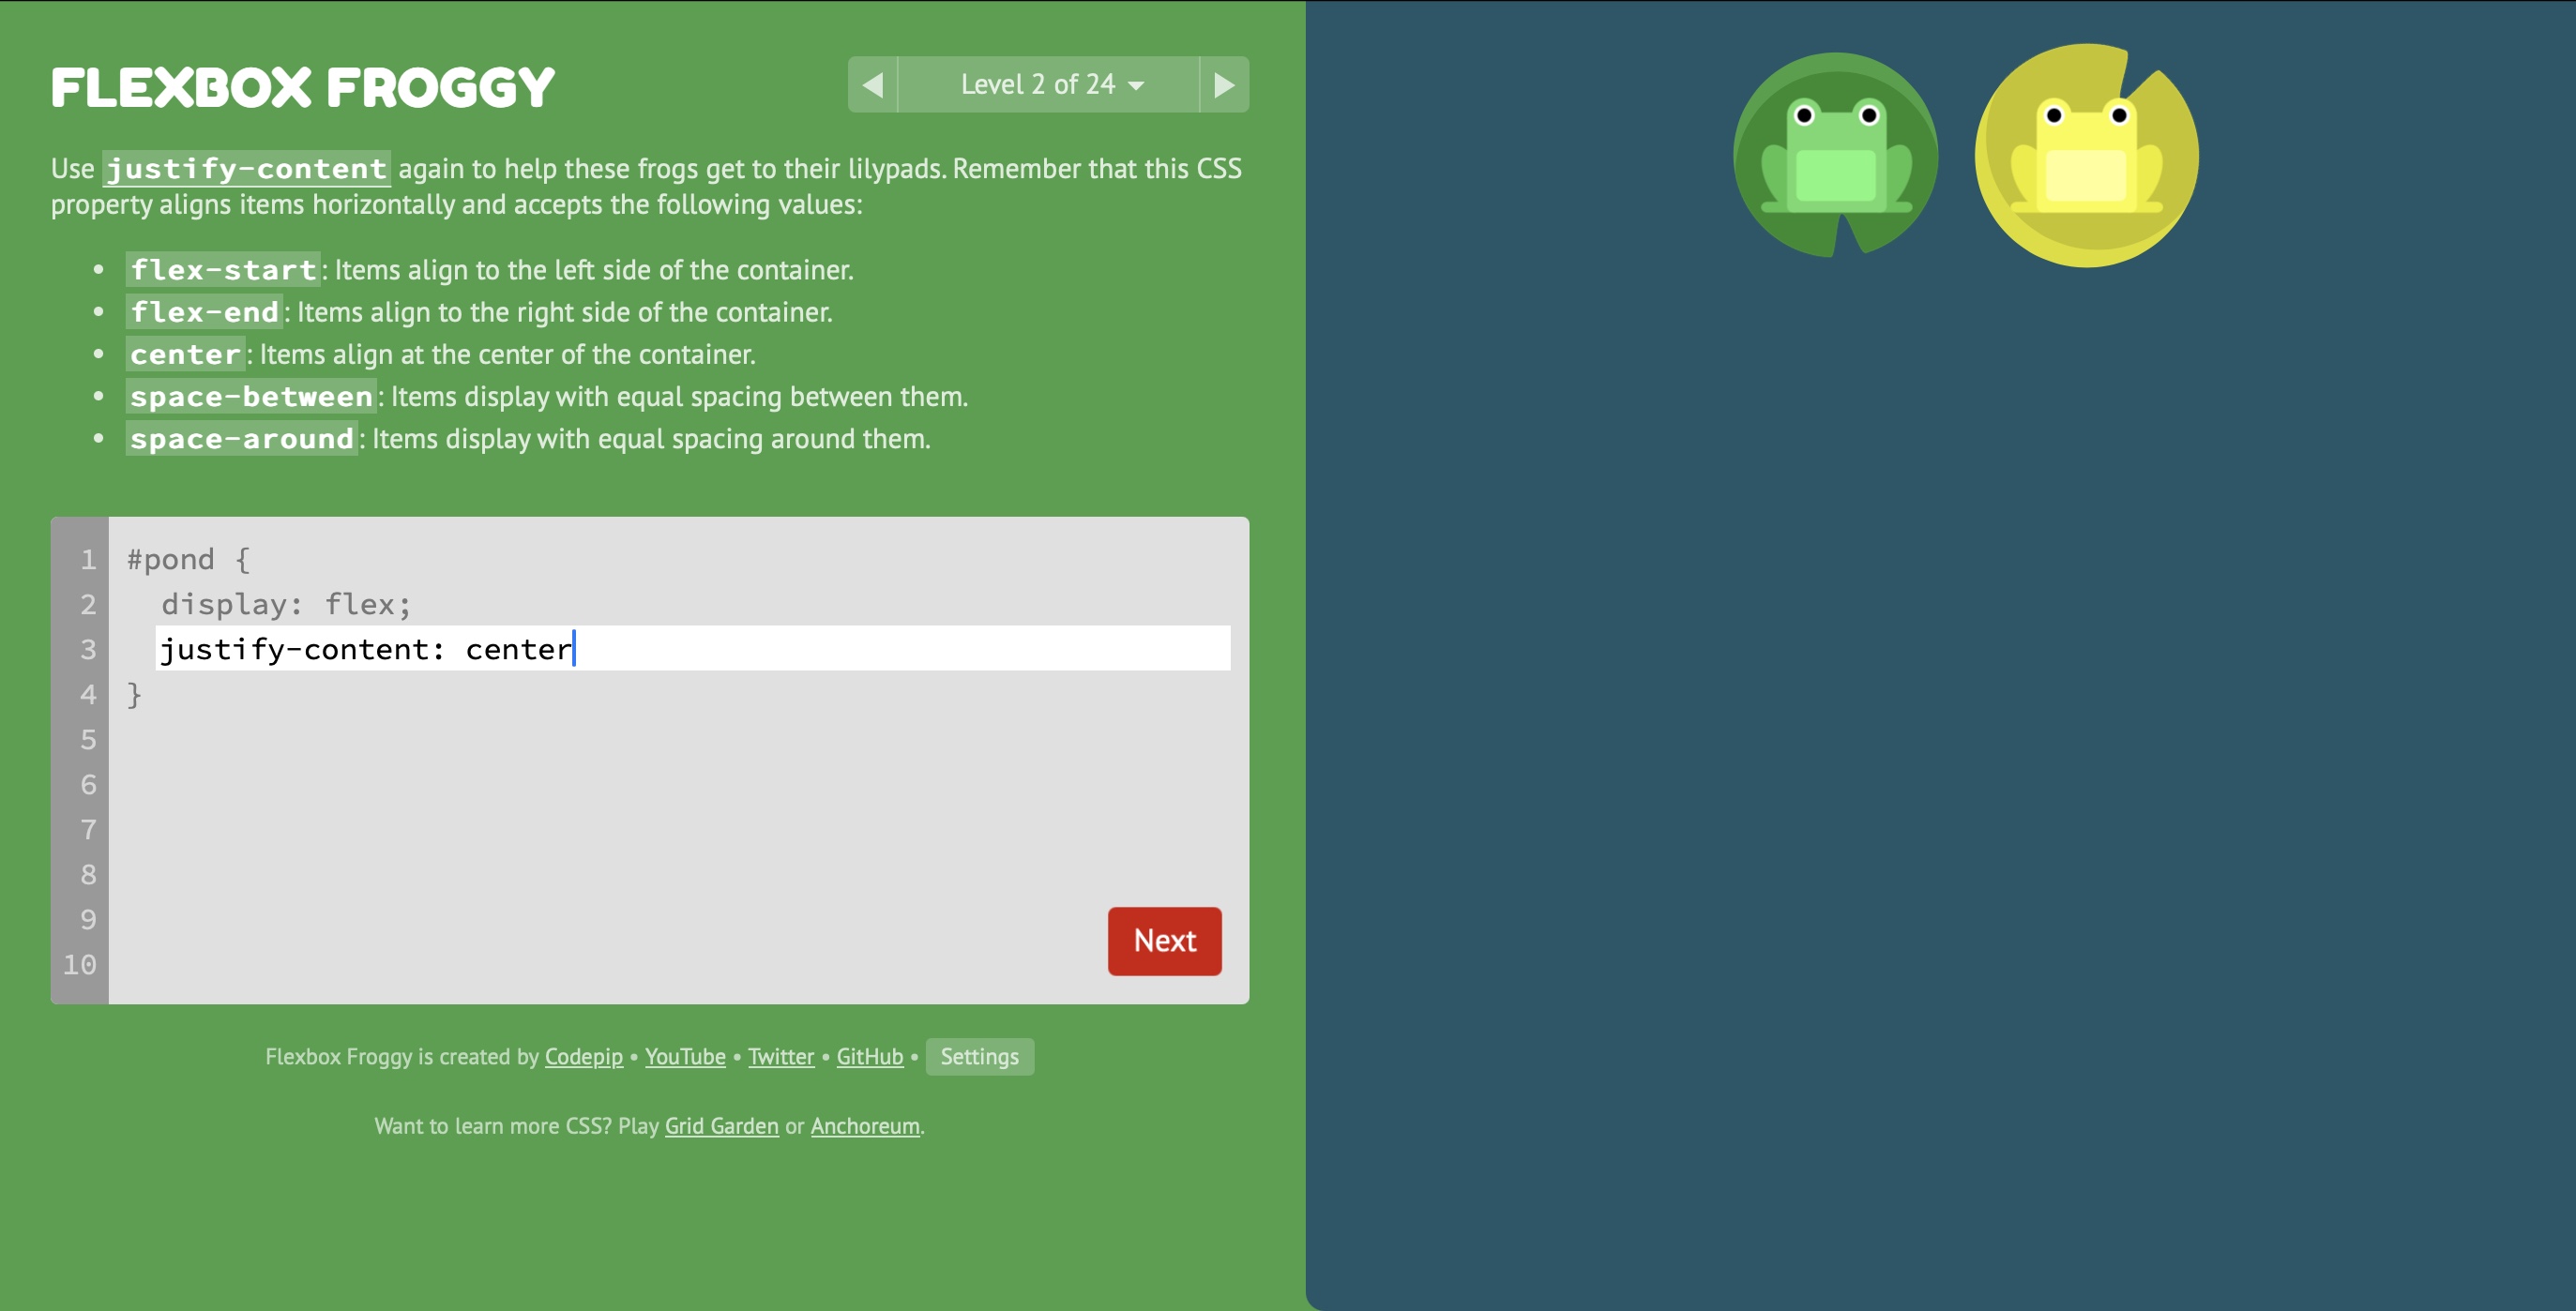 FLEXBOX FROGGY
Level 2 of 24
Use justify-content again to help these frogs get to their lilypads. Remember that this CSS
property aligns items horizontally and accepts the following values:
• flex-start: Items align to the left side of the container.
• flex-end: Items align to the right side of the container.
• center: Items align at the center of the container.
• space-between: Items display with equal spacing between them.
• space-around: Items display with equal spacing around them.
1 #pond {
2 display: flex;
3 justify-content: center
4 }
5
6
7
8
9
10
Next
Flexbox Froggy is created by Codepip • YouTube • Twitter • GitHub • Settings
Want to learn more CSS? Play Grid Garden or Anchoreum.